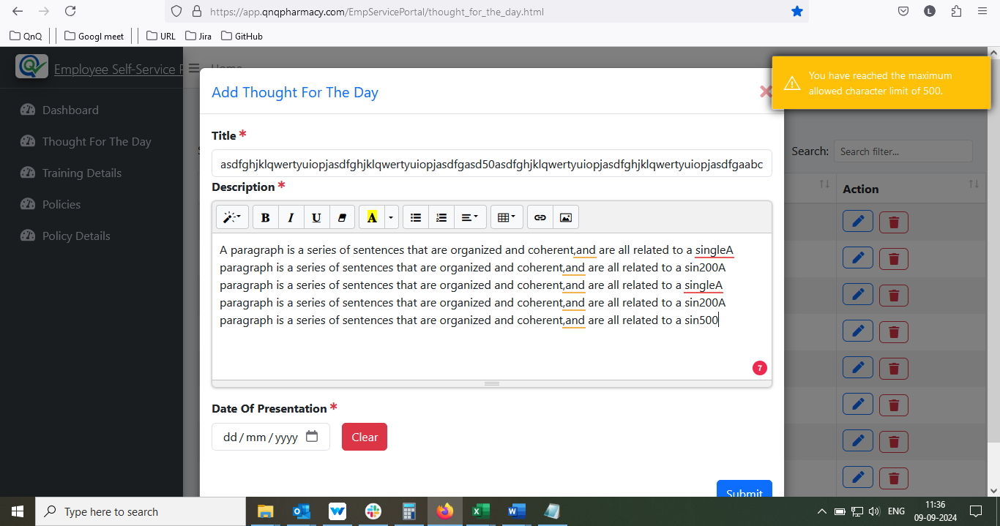 https://app.qnqpharmacy.com/EmpServicePortal/thought_for_the_day.html
L
QnQ
Googl meet
URL
Jira
GitHub
Employee Self-Service P
Home
You have reached the maximum
allowed character limit of 500.
Add Thought For The Day
Dashboard
Thought For The Day
Training Details
Policies
Policy Details
Title *
asdfghjklqwertyuiopjasdfghjklqwertyuiopjasdfgasd50asdfghjklqwertyuiopjasdfghjklqwertyuiopjasdfgaabc
Search:
Search filter...
Description *
Action
B I U A
A paragraph is a series of sentences that are organized and coherent,and are all related to a singleA
paragraph is a series of sentences that are organized and coherent,and are all related to a sin200A
paragraph is a series of sentences that are organized and coherent,and are all related to a singleA
paragraph is a series of sentences that are organized and coherent,and are all related to a sin200A
paragraph is a series of sentences that are organized and coherent,and are all related to a sin500
7
Date Of Presentation *
dd / mm / yyyy
Clear
Submit
Type here to search
ENG
11:36
09-09-2024